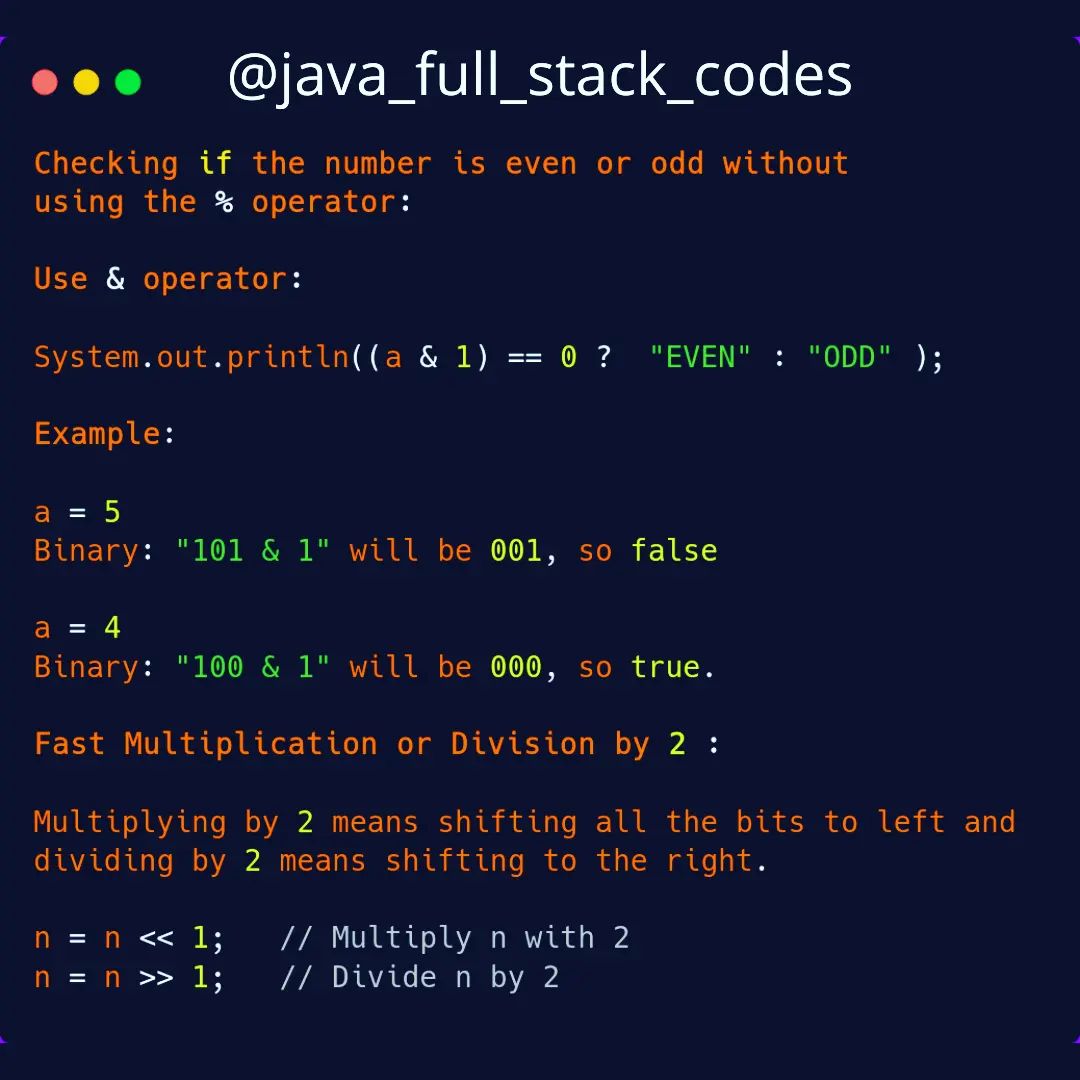 @java_full_stack_codes
Checking if the number is even or odd without
using the % operator:
Use & operator:
System.out.println((a & 1) == 0 ?  "EVEN" : "ODD" );
Example:
a = 5
Binary: "101 & 1" will be 001, so false
a = 4
Binary: "100 & 1" will be 000, so true.
Fast Multiplication or Division by 2 :
Multiplying by 2 means shifting all the bits to left and
dividing by 2 means shifting to the right.
n = n << 1;   // Multiply n with 2
n = n >> 1;   // Divide n by 2